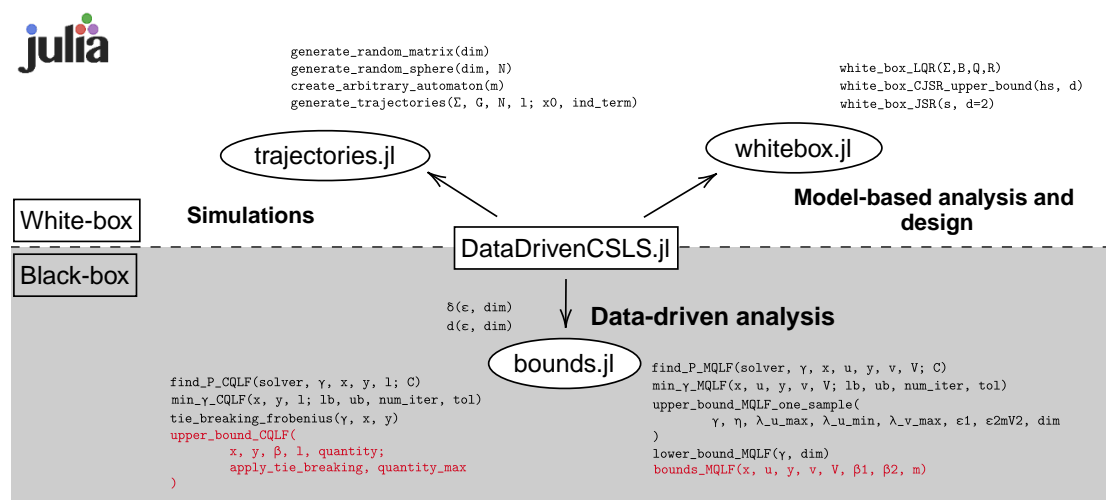 julia
generate_random_matrix(dim)
generate_random_sphere(dim, N)
create_arbitrary_automaton(m)
generate_trajectories(Σ, G, N, l; x0, ind_term)
white_box_LQR(Σ,B,Q,R)
white_box_CJSR_upper_bound(hs, d)
white_box_JSR(s, d=2)
trajectories.jl
whitebox.jl
White-box
Simulations
Model-based analysis and
design
DataDrivenCSLS.jl
Black-box
δ(ε, dim)
d(ε, dim)
Data-driven analysis
bounds.jl
find_P_CQLF(solver, γ, x, y, l; C)
min_γ_CQLF(x, y, l; lb, ub, num_iter, tol)
tie_breaking_frobenius(γ, x, y)
upper_bound_CQLF(
x, y, β, l, quantity;
apply_tie_breaking, quantity_max
)
find_P_MQLF(solver, γ, x, u, y, v, V; C)
min_γ_MQLF(x, u, y, v, V; lb, ub, num_iter, tol)
upper_bound_MQLF_one_sample(
γ, η, λ_u_max, λ_u_min, λ_v_max, ε1, ε2mV2, dim
)
lower_bound_MQLF(γ, dim)
bounds_MQLF(x, u, y, v, V, β1, β2, m)